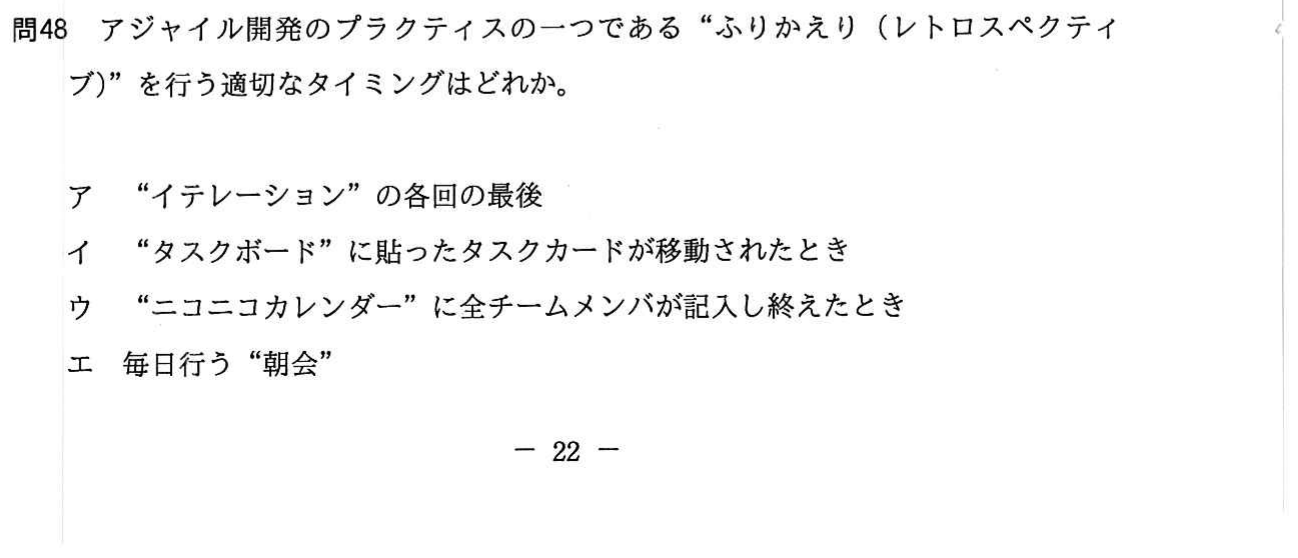 問48　アジャイル開発のプラクティスの一つである“ふりかえり（レトロスペクティ
ブ）”を行う適切なタイミングはどれか。
ア　“イテレーション”の各回の最後
イ　“タスクボード”に貼ったタスクカードが移動されたとき
ウ　“ニコニコカレンダー”に全チームメンバが記入し終えたとき
エ　毎日行う“朝会”
－ 22 －